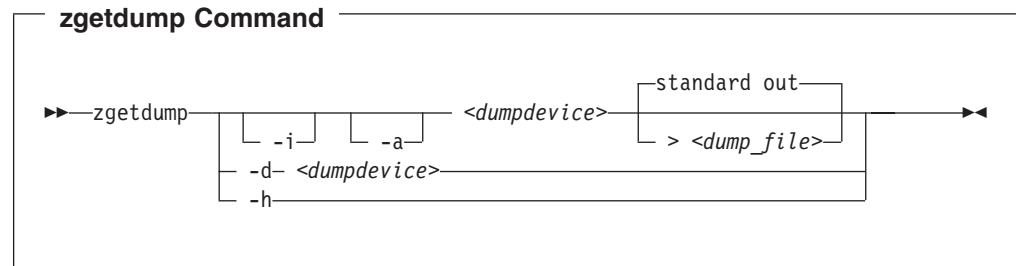 zgetdump Command
standard out
zgetdump <dumpdevice>
-i -a > <dump_file>
-d <dumpdevice>
-h